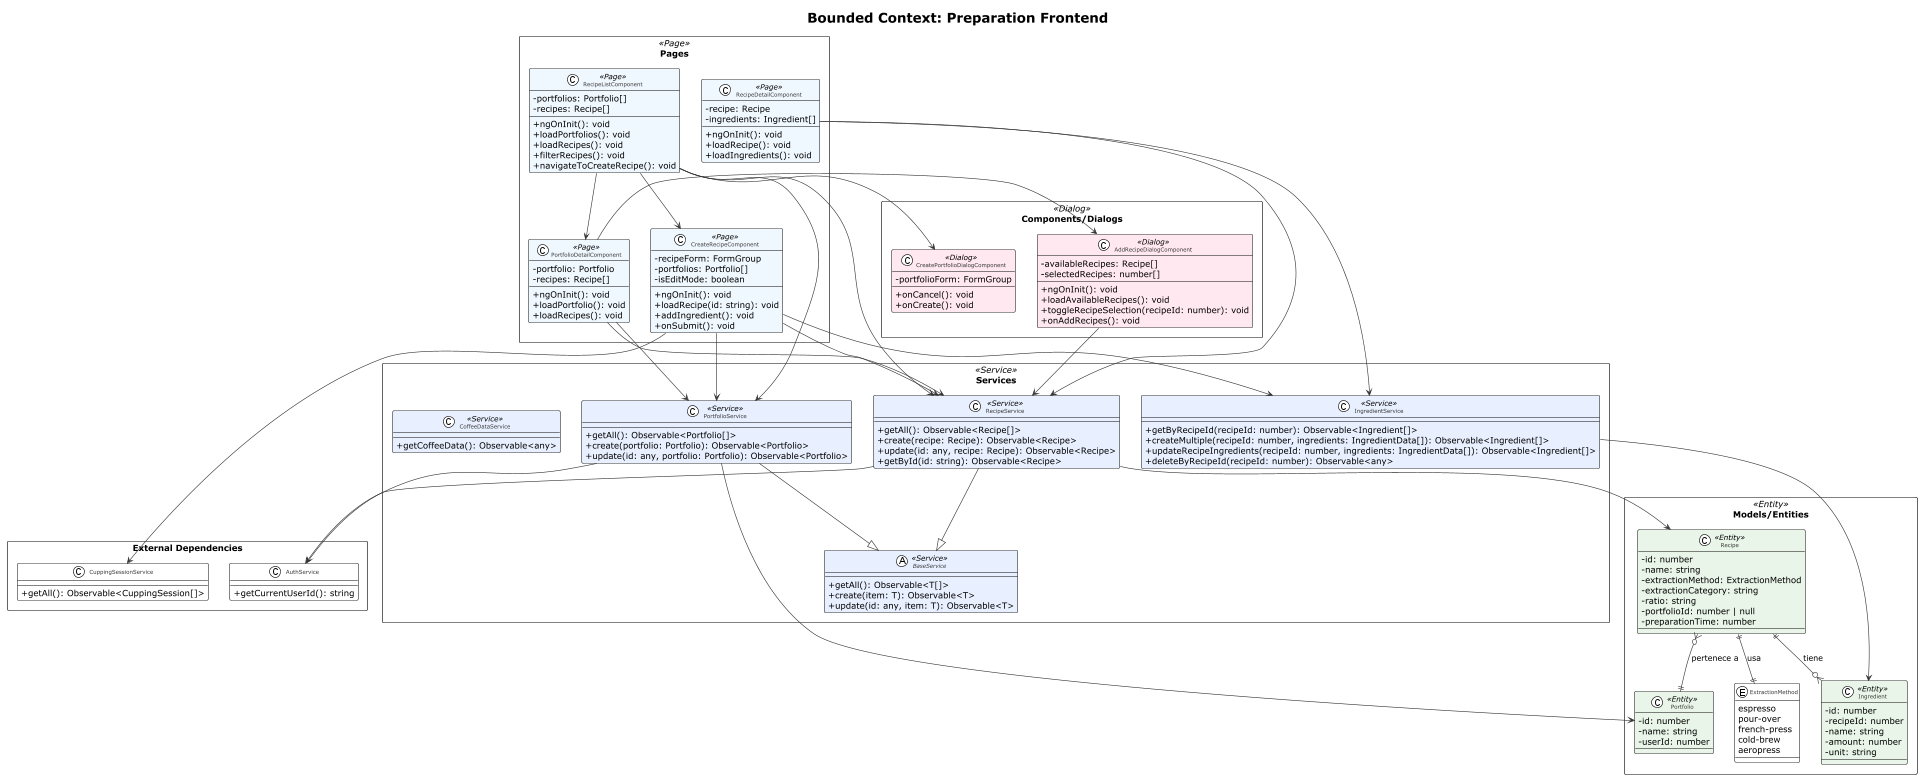 Bounded Context: Preparation Frontend
«Page»
Pages
C «Page»
RecipeListComponent
-portfolios: Portfolio[]
-recipes: Recipe[]
+ngOnInit(): void
+loadPortfolios(): void
+loadRecipes(): void
+filterRecipes(): void
+navigateToCreateRecipe(): void
C «Page»
RecipeDetailComponent
-recipe: Recipe
-ingredients: Ingredient[]
+ngOnInit(): void
+loadRecipe(): void
+loadIngredients(): void
C «Page»
PortfolioDetailComponent
-portfolio: Portfolio
-recipes: Recipe[]
+ngOnInit(): void
+loadPortfolio(): void
+loadRecipes(): void
C «Page»
CreateRecipeComponent
-recipeForm: FormGroup
-portfolios: Portfolio[]
-isEditMode: boolean
+ngOnInit(): void
+loadRecipe(id: string): void
+addIngredient(): void
+onSubmit(): void
«Dialog»
Components/Dialogs
C «Dialog»
CreatePortfolioDialogComponent
-portfolioForm: FormGroup
+onCancel(): void
+onCreate(): void
C «Dialog»
AddRecipeDialogComponent
-availableRecipes: Recipe[]
-selectedRecipes: number[]
+ngOnInit(): void
+loadAvailableRecipes(): void
+toggleRecipeSelection(recipeId: number): void
+onAddRecipes(): void
«Service»
Services
C «Service»
CoffeeDataService
+getCoffeeData(): Observable<any>
C «Service»
PortfolioService
+getAll(): Observable<Portfolio[]>
+create(portfolio: Portfolio): Observable<Portfolio>
+update(id: any, portfolio: Portfolio): Observable<Portfolio>
C «Service»
RecipeService
+getAll(): Observable<Recipe[]>
+create(recipe: Recipe): Observable<Recipe>
+update(id: any, recipe: Recipe): Observable<Recipe>
+getById(id: string): Observable<Recipe>
C «Service»
IngredientService
+getByRecipeId(recipeId: number): Observable<Ingredient[]>
+createMultiple(recipeId: number, ingredients: IngredientData[]): Observable<Ingredient[]>
+updateRecipeIngredients(recipeId: number, ingredients: IngredientData[]): Observable<Ingredient[]>
+deleteByRecipeId(recipeId: number): Observable<any>
A «Service»
BaseService
+getAll(): Observable<T[]>
+create(item: T): Observable<T>
+update(id: any, item: T): Observable<T>
External Dependencies
C CuppingSessionService
+getAll(): Observable<CuppingSession[]>
C AuthService
+getCurrentUserId(): string
«Entity»
Models/Entities
C «Entity»
Recipe
-id: number
-name: string
-extractionMethod: ExtractionMethod
-extractionCategory: string
-ratio: string
-portfolioId: number | null
-preparationTime: number
pertenece a
usa
tiene
C «Entity»
Portfolio
-id: number
-name: string
-userId: number
E ExtractionMethod
espresso
pour-over
french-press
cold-brew
aeropress
C «Entity»
Ingredient
-id: number
-recipeId: number
-name: string
-amount: number
-unit: string